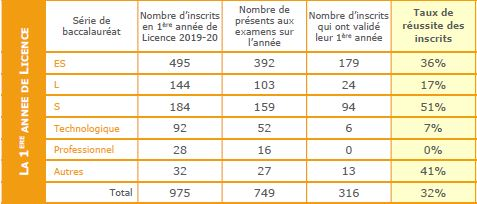 LA 1ERE ANNEE DE LICENCE
Série de baccalauréat | Nombre d'inscrits en 1ère année de Licence 2019-20 | Nombre de présents aux examens sur l'année | Nombre d'inscrits qui ont validé leur 1ère année | Taux de réussite des inscrits
ES 495 392 179 36%
L 144 103 24 17%
S 184 159 94 51%
Technologique 92 52 6 7%
Professionnel 28 16 0 0%
Autres 32 27 13 41%
Total 975 749 316 32%